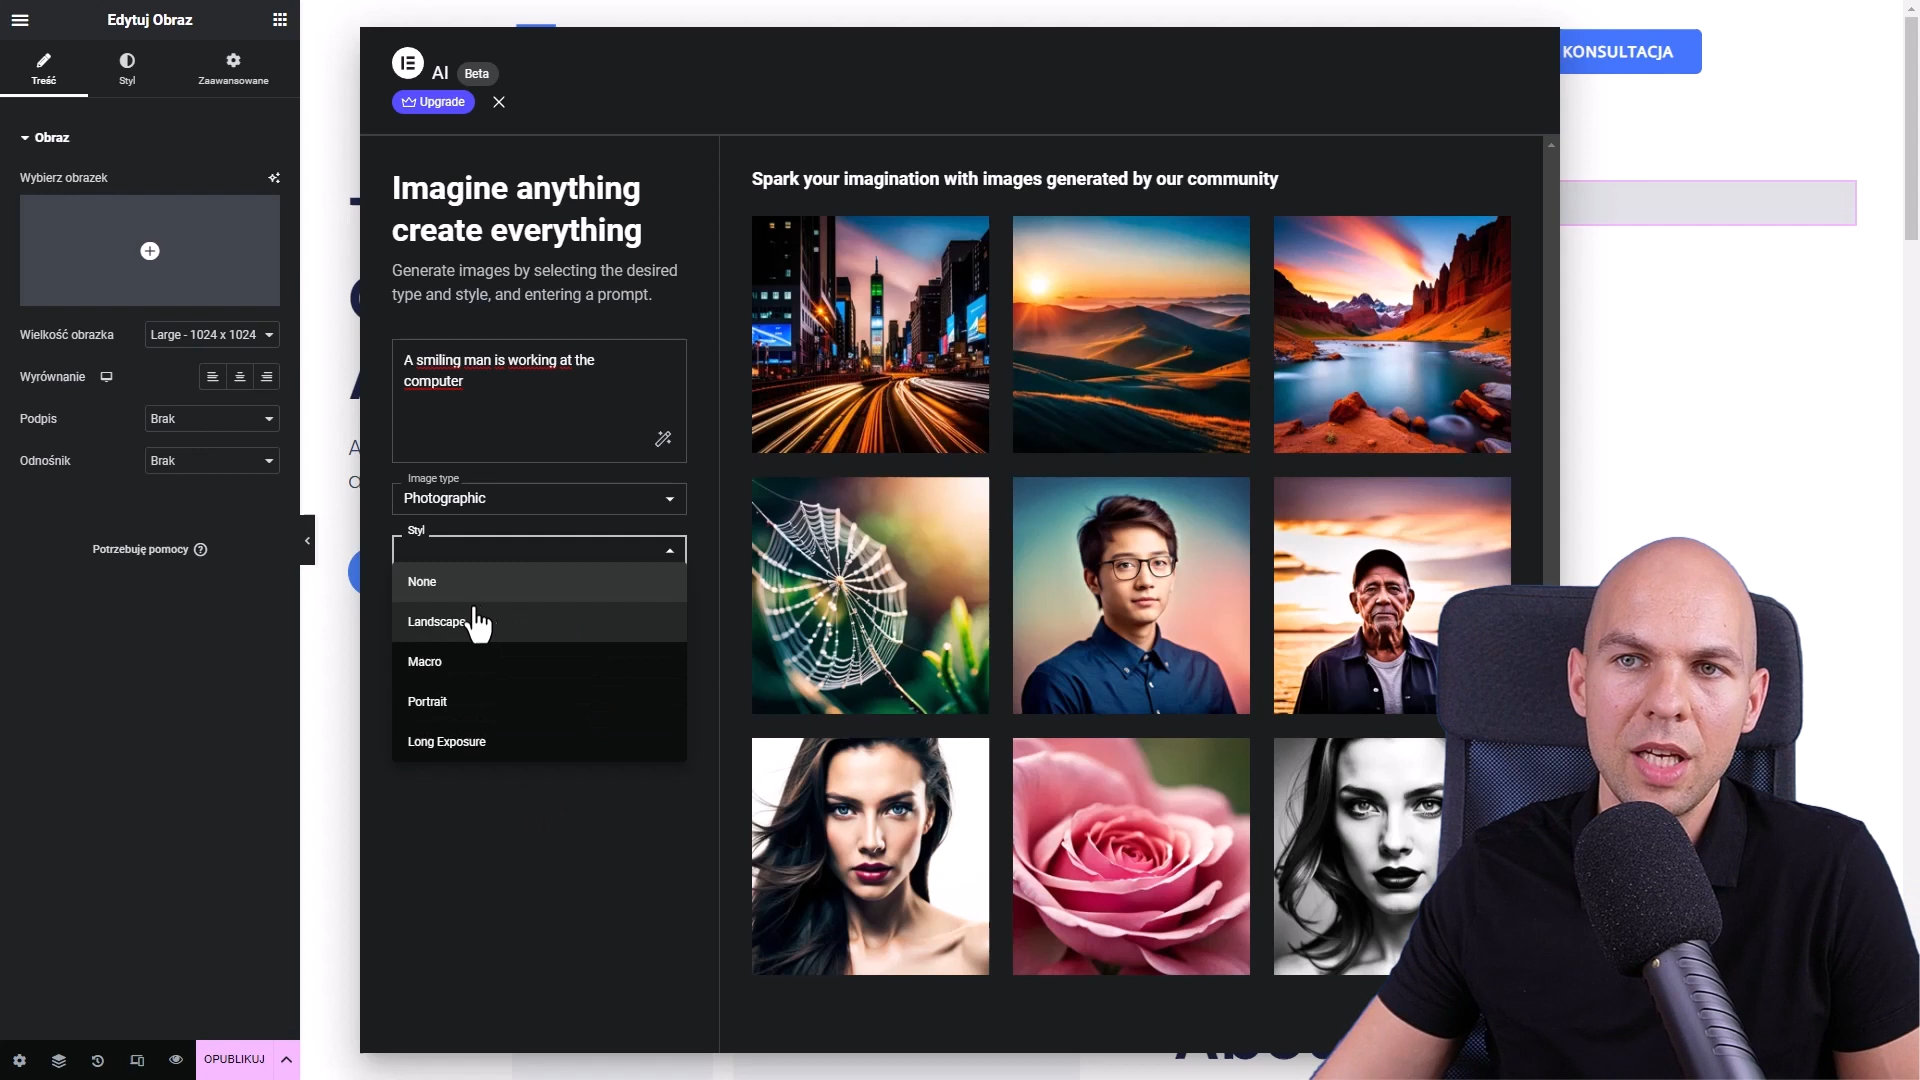 Edytuj Obraz
Treść
Styl
Zaawansowane
Obraz
Wybierz obrazek
Wielkość obrazka
Large - 1024 x 1024
Wyrównanie
Podpis
Brak
Odnośnik
Brak
Potrzebuję pomocy
OPUBLIKUJ
AI
Beta
Upgrade
Imagine anything
create everything
Generate images by selecting the desired
type and style, and entering a prompt.
A smiling man is working at the
computer
Image type
Photographic
Styl
None
Landscape
Macro
Portrait
Long Exposure
Spark your imagination with images generated by our community
KONSULTACJA